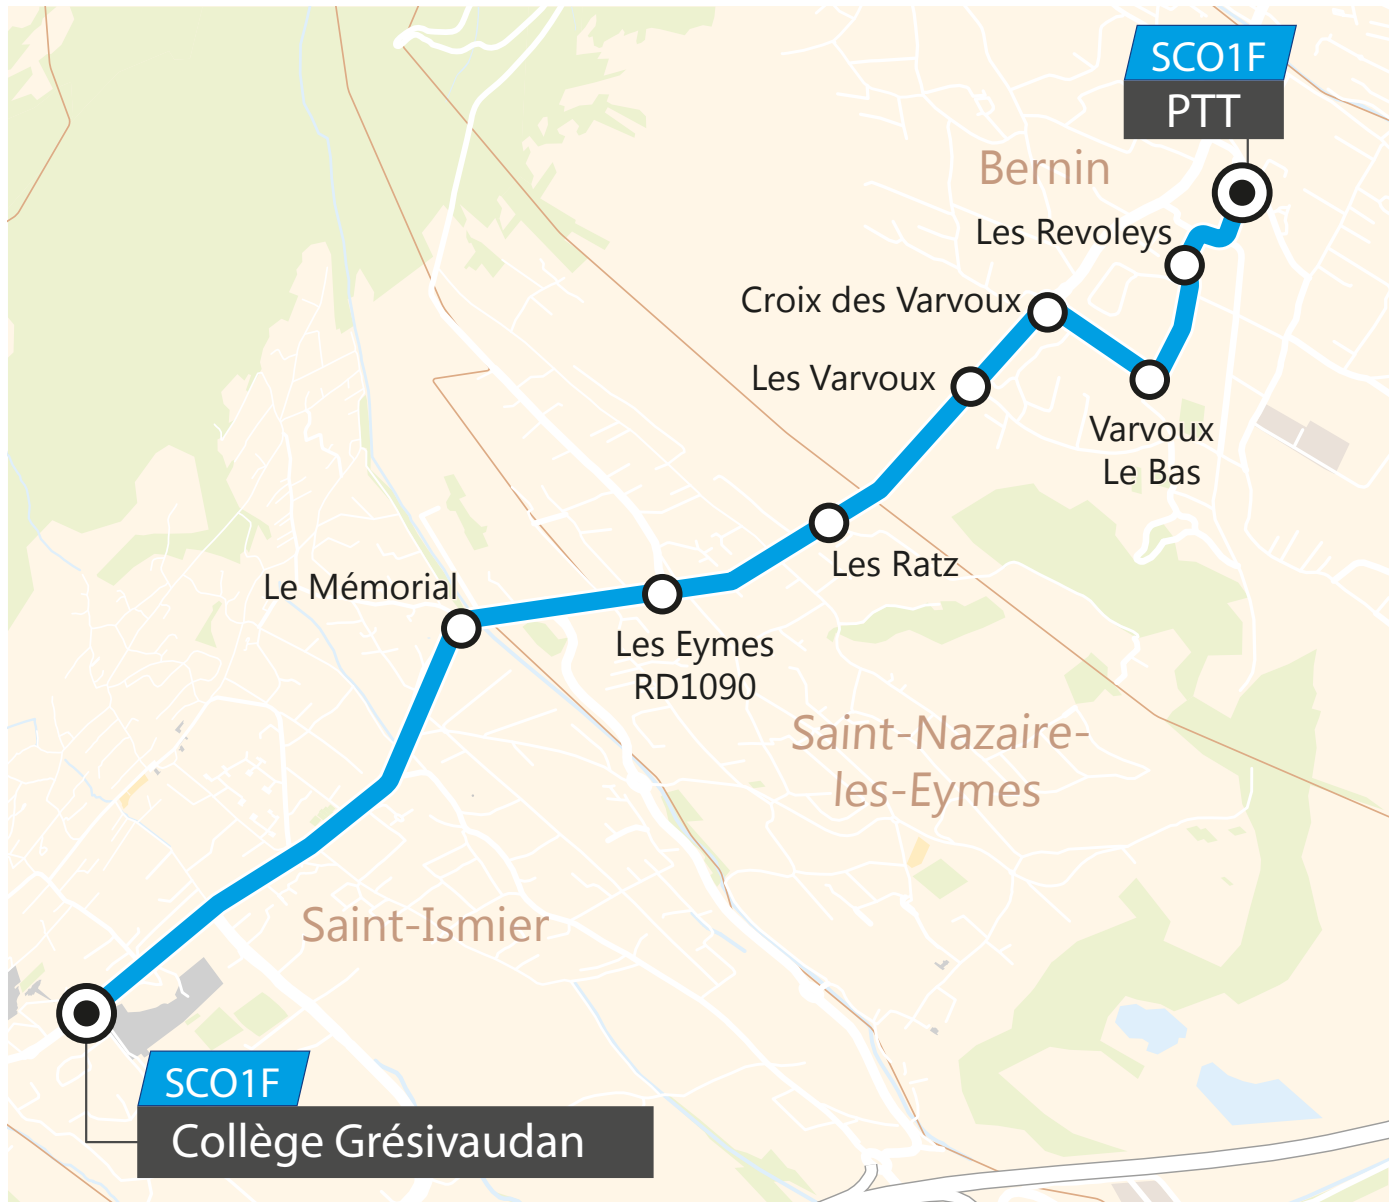 SCO1F
PTT
Bernin
Les Revoleys
Croix des Varvoux
Les Varvoux
Varvoux
Le Bas
Les Ratz
Le Mémorial
Les Eymes
RD1090
Saint-Nazaire-
les-Eymes
Saint-Ismier
SCO1F
Collège Grésivaudan